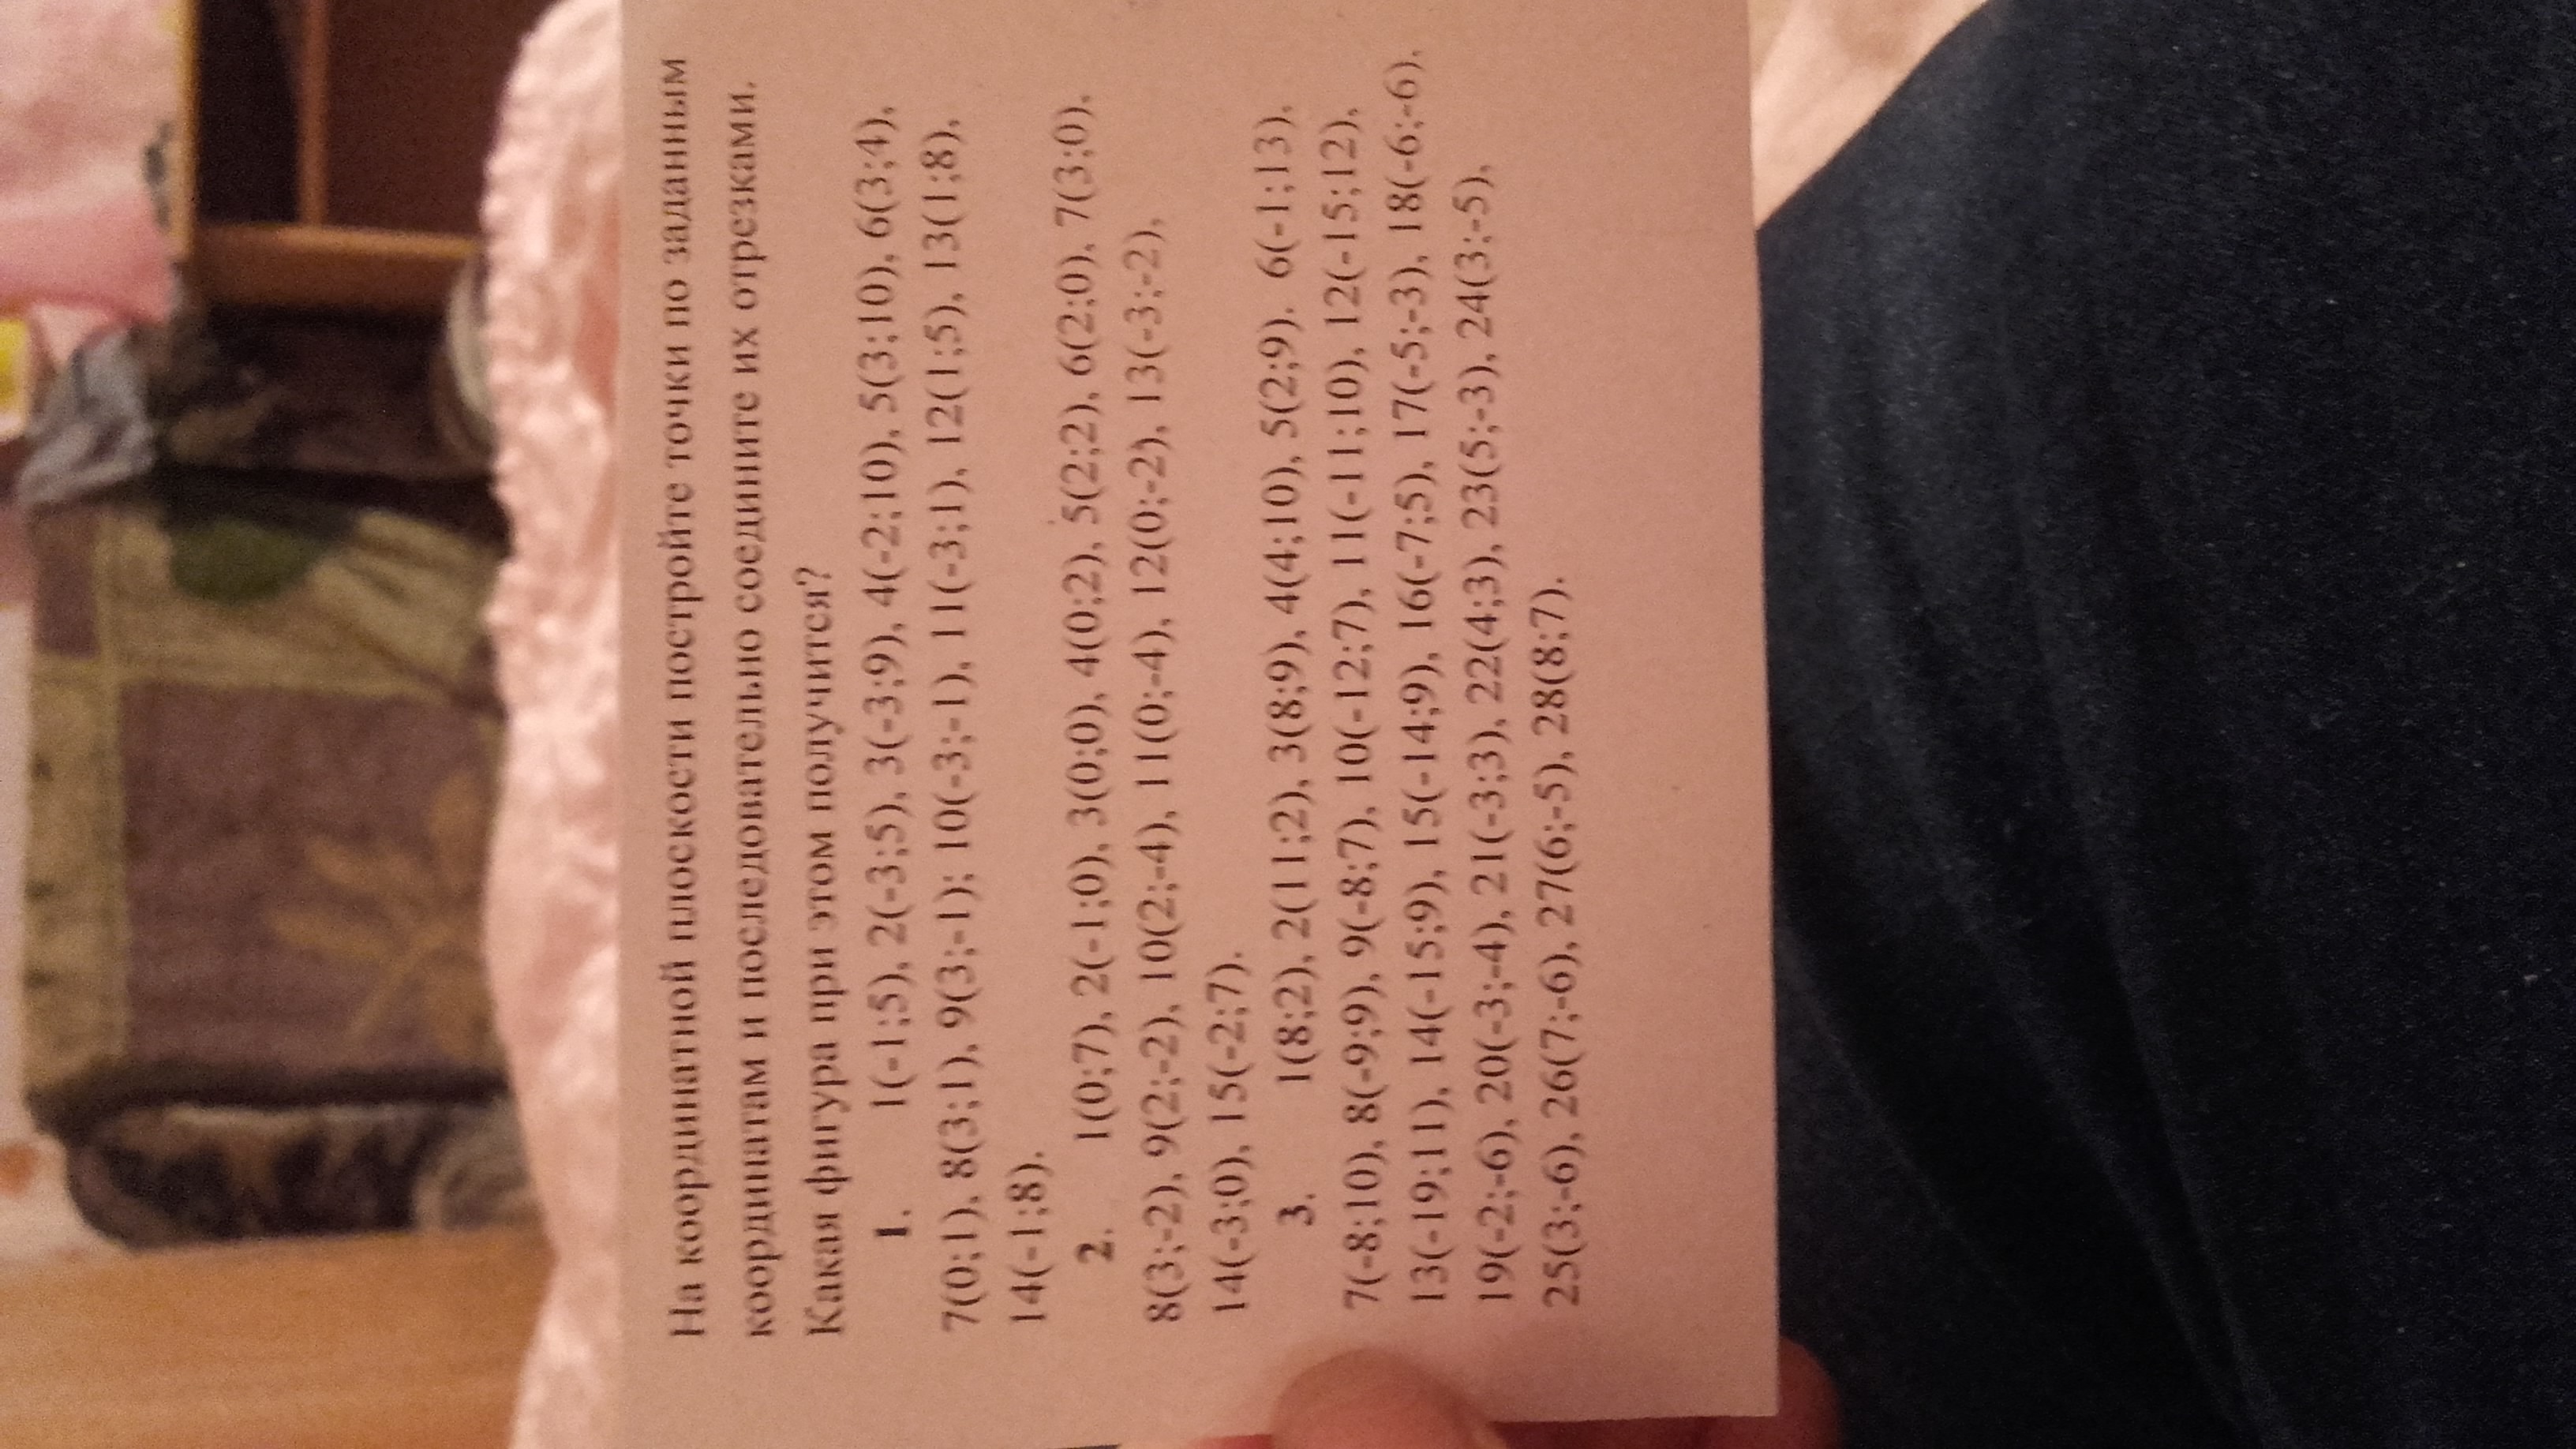 На координатной плоскости постройте точки по заданным
координатам и последовательно соедините их отрезками.
Какая фигура при этом получится?
1. 1(-1;5), 2(-3;5), 3(-3;9), 4(-2;10), 5(3;10), 6(3;4),
7(0;1), 8(3;1), 9(3;-1); 10(-3;-1), 11(-3;1), 12(1;5), 13(1;8),
14(-1;8).
2. 1(0;7), 2(-1;0), 3(0;0), 4(0;2), 5(2;2), 6(2;0), 7(3;0),
8(3;-2), 9(2;-2), 10(2;-4), 11(0;-4), 12(0;-2), 13(-3;-2),
14(-3;0), 15(-2;7).
3. 1(8;2), 2(11;2), 3(8;9), 4(4;10), 5(2;9). 6(-1;13),
7(-8;10), 8(-9;9), 9(-8;7), 10(-12;7), 11(-11;10), 12(-15;12),
13(-19;11), 14(-15;9), 15(-14;9), 16(-7;5), 17(-5;-3), 18(-6;-6),
19(-2;-6), 20(-3;-4), 21(-3;3), 22(4;3), 23(5;-3), 24(3;-5),
25(3;-6), 26(7;-6), 27(6;-5), 28(8;7).